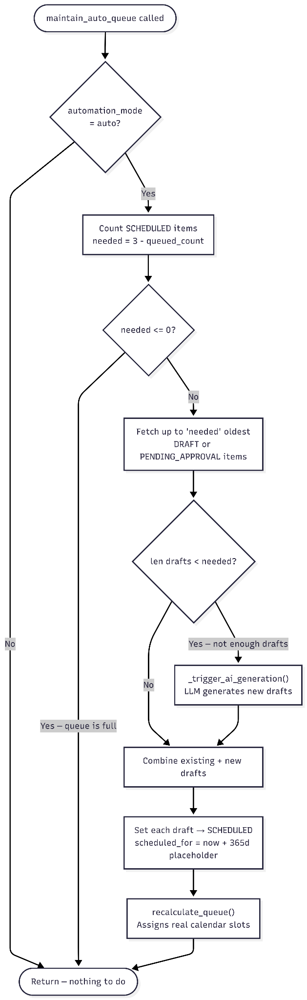 maintain_auto_queue called
automation_mode
= auto?
Yes
Count SCHEDULED items
needed = 3 - queued_count
needed <= 0?
No
Fetch up to 'needed' oldest
DRAFT or
PENDING_APPROVAL items
len drafts < needed?
No
Yes – not enough drafts
_trigger_ai_generation()
LLM generates new drafts
No
Yes – queue is full
Combine existing + new
drafts
Set each draft → SCHEDULED
scheduled_for = now + 365d
placeholder
recalculate_queue()
Assigns real calendar slots
Return – nothing to do